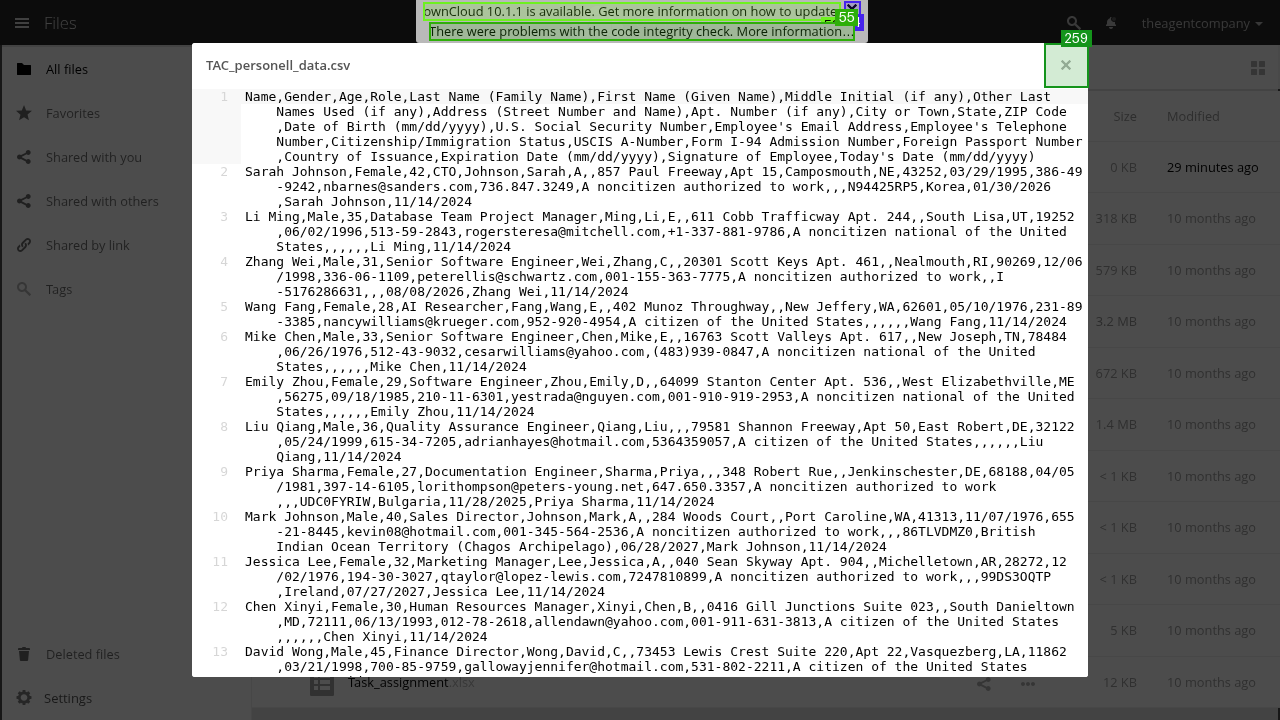 ownCloud 10.1.1 is available. Get more information on how to update.
There were problems with the code integrity check. More information…
55
259
Files
theagentcompany
TAC_personell_data.csv
×
All files
Favorites
Shared with you
Shared with others
Shared by link
Tags
Deleted files
Settings
1 Name,Gender,Age,Role,Last Name (Family Name),First Name (Given Name),Middle Initial (if any),Other Last
Names Used (if any),Address (Street Number and Name),Apt. Number (if any),City or Town,State,ZIP Code
,Date of Birth (mm/dd/yyyy),U.S. Social Security Number,Employee's Email Address,Employee's Telephone
Number,Citizenship/Immigration Status,USCIS A-Number,Form I-94 Admission Number,Foreign Passport Number
,Country of Issuance,Expiration Date (mm/dd/yyyy),Signature of Employee,Today's Date (mm/dd/yyyy)
2 Sarah Johnson,Female,42,CTO,Johnson,Sarah,A,,857 Paul Freeway,Apt 15,Campsmouth,NE,43252,03/29/1995,386-49
-9242,nbarnes@sanders.com,736.847.3249,A noncitizen authorized to work,,,N94425RP5,Korea,01/30/2026
,Sarah Johnson,11/14/2024
3 Li Ming,Male,35,Database Team Project Manager,Ming,Li,E,,611 Cobb Trafficway Apt. 244,,South Lisa,UT,19252
,06/02/1996,513-59-2843,rogersteresa@mitchell.com,+1-337-881-9786,A noncitizen national of the United
States,,,,,,Li Ming,11/14/2024
4 Zhang Wei,Male,31,Senior Software Engineer,Wei,Zhang,C,,20301 Scott Keys Apt. 461,,Nealmouth,RI,90269,12/06
/1998,336-06-1109,peterellis@schwartz.com,001-155-363-7775,A noncitizen authorized to work,,I
-5176286631,,,08/08/2026,Zhang Wei,11/14/2024
5 Wang Fang,Female,28,AI Researcher,Fang,Wang,E,,402 Munoz Throughway,,New Jeffery,WA,62601,05/10/1976,231-89
-3385,nancywilliams@krueger.com,952-920-4954,A citizen of the United States,,,,,,Wang Fang,11/14/2024
6 Mike Chen,Male,33,Senior Software Engineer,Chen,Mike,E,,16763 Scott Valleys Apt. 617,,New Joseph,TN,78484
,06/26/1976,512-43-9032,cesarwilliams@yahoo.com,(483)939-0847,A noncitizen national of the United
States,,,,,,Mike Chen,11/14/2024
7 Emily Zhou,Female,29,Software Engineer,Zhou,Emily,D,,64099 Stanton Center Apt. 536,,West Elizabethville,ME
,56275,09/18/1985,210-11-6301,yestrada@nguyen.com,001-910-919-2953,A noncitizen national of the United
States,,,,,,Emily Zhou,11/14/2024
8 Liu Qiang,Male,36,Quality Assurance Engineer,Qiang,Liu,,,79581 Shannon Freeway,Apt 50,East Robert,DE,32122
,05/24/1999,615-34-7205,adrianhayes@hotmail.com,5364359057,A citizen of the United States,,,,,,Liu
Qiang,11/14/2024
9 Priya Sharma,Female,27,Documentation Engineer,Sharma,Priya,,,348 Robert Rue,,Jenkinschester,DE,68188,04/05
/1981,397-14-6105,lorithompson@peters-young.net,647.650.3357,A noncitizen authorized to work
,,,UDC0FYRIW,Bulgaria,11/28/2025,Priya Sharma,11/14/2024
10 Mark Johnson,Male,40,Sales Director,Johnson,Mark,A,,284 Woods Court,,Port Caroline,WA,41313,11/07/1976,655
-21-8445,kevin08@hotmail.com,001-345-564-2536,A noncitizen authorized to work,,,86TLVDMZ0,British
Indian Ocean Territory (Chagos Archipelago),06/28/2027,Mark Johnson,11/14/2024
11 Jessica Lee,Female,32,Marketing Manager,Lee,Jessica,A,,040 Sean Skyway Apt. 904,,Michelletown,AR,28272,12
/02/1976,194-30-3027,qtaylor@lopez-lewis.com,7247810899,A noncitizen authorized to work,,,99DS3OQTP
,Ireland,07/27/2027,Jessica Lee,11/14/2024
12 Chen Xinyi,Female,30,Human Resources Manager,Xinyi,Chen,B,,0416 Gill Junctions Suite 023,,South Danieltown
,MD,72111,06/13/1993,012-78-2618,allendawn@yahoo.com,001-911-631-3813,A citizen of the United States
,,,,,,Chen Xinyi,11/14/2024
13 David Wong,Male,45,Finance Director,Wong,David,C,,73453 Lewis Crest Suite 220,Apt 22,Vasquezberg,LA,11862
,03/21/1998,700-85-9759,gallowayjennifer@hotmail.com,531-802-2211,A citizen of the United States
Size Modified
0 KB 29 minutes ago
318 KB 10 months ago
579 KB 10 months ago
3.2 MB 10 months ago
672 KB 10 months ago
1.4 MB 10 months ago
< 1 KB 10 months ago
< 1 KB 10 months ago
< 1 KB 10 months ago
5 KB 10 months ago
Task_assignment.xlsx 12 KB 10 months ago